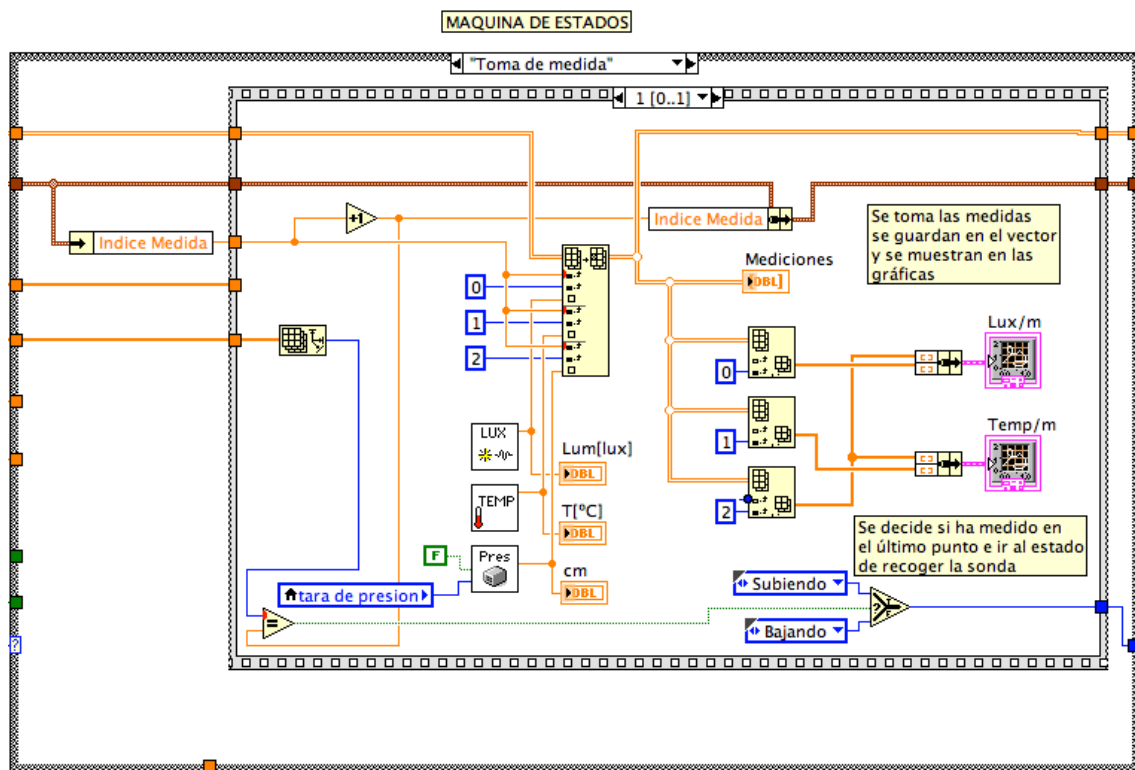 MAQUINA DE ESTADOS
"Toma de medida"
1 [0..1]
+1
Indice Medida
Indice Medida
Se toma las medidas
se guardan en el vector
y se muestran en las
gráficas
Mediciones
DBL]
0
1
2
Lux/m
0
Temp/m
1
LUX
Lum[lux]
DBL
TEMP
2
T[ºC]
DBL
Se decide si ha medido en
el último punto e ir al estado
de recoger la sonda
F
Pres
cm
DBL
tara de presion
Subiendo
=
?
T
F
Bajando
?